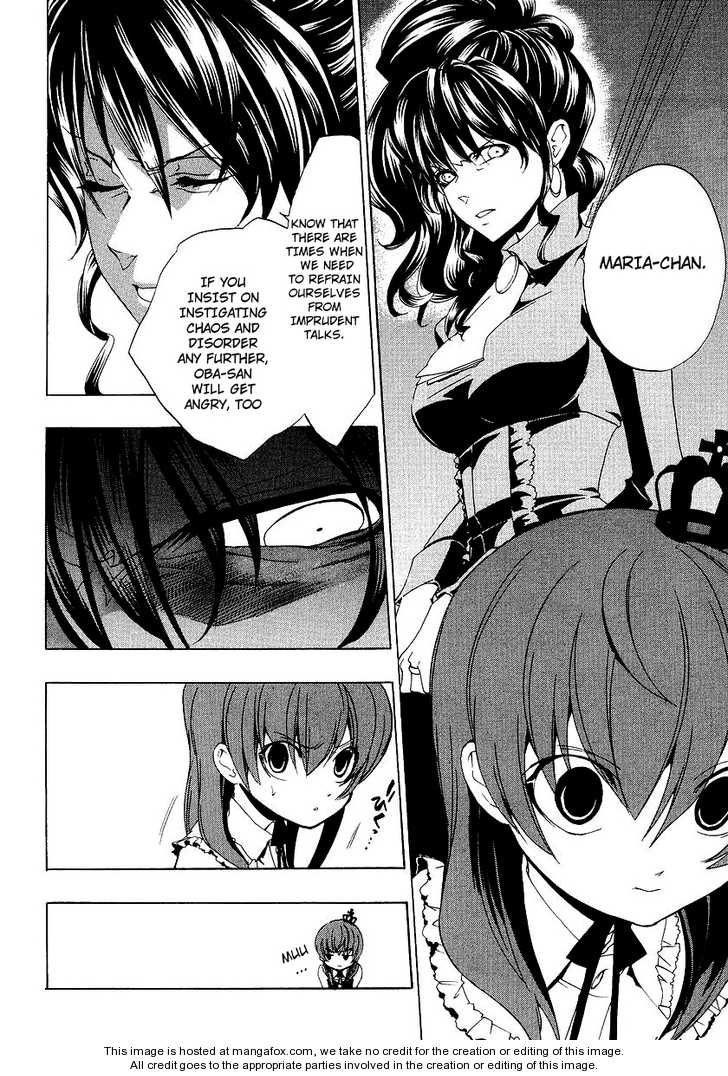 MARIA-CHAN.
KNOW THAT
THERE ARE
TIMES WHEN
WE NEED
TO REFRAIN
OURSELVES
FROM
IMPRUDENT
TALKS.
IF YOU
INSIST ON
INSTIGATING
CHAOS AND
DISORDER
ANY FURTHER,
OBA-SAN
WILL GET
ANGRY, TOO
びく…
MUU
...
This image is hosted at mangafox.com, we take no credit for the creation or editing of this image.
All credit goes to the appropriate parties involved in the creation or editing of this image.